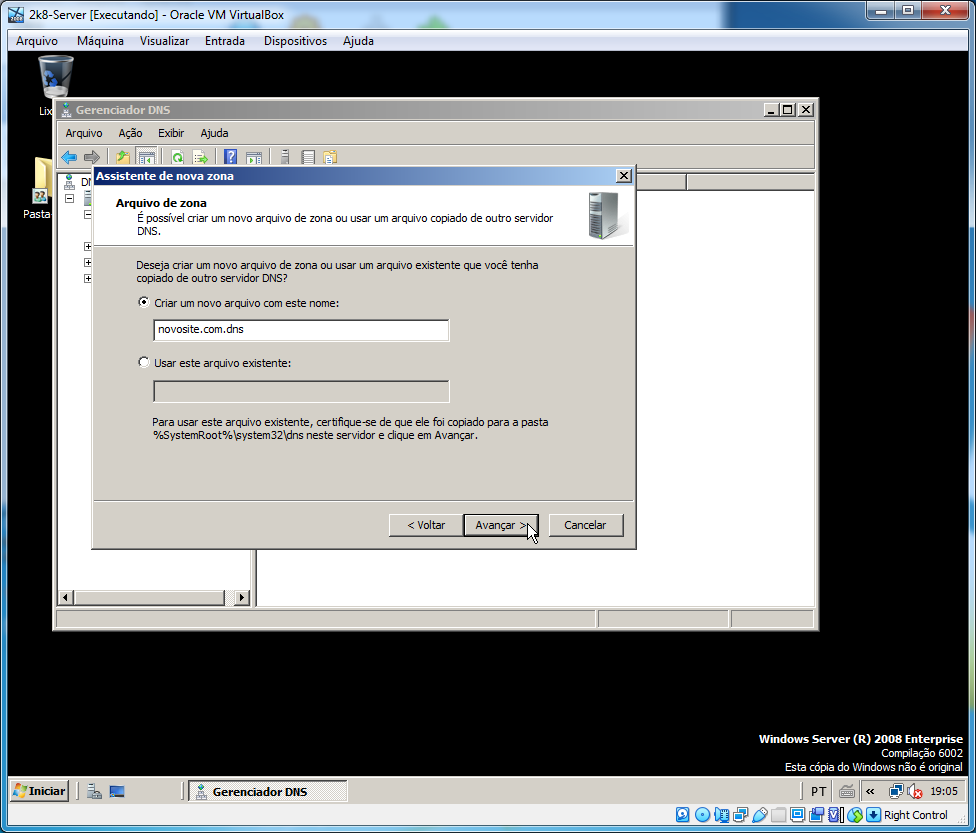 2k8-Server [Executando] - Oracle VM VirtualBox
Arquivo Máquina Visualizar Entrada Dispositivos Ajuda
Lix
Gerenciador DNS
Arquivo Ação Exibir Ajuda
DN
Pasta-
Assistente de nova zona
Arquivo de zona
É possível criar um novo arquivo de zona ou usar um arquivo copiado de outro servidor
DNS.
Deseja criar um novo arquivo de zona ou usar um arquivo existente que você tenha
copiado de outro servidor DNS?
Criar um novo arquivo com este nome:
novosite.com.dns
Usar este arquivo existente:
Para usar este arquivo existente, certifique-se de que ele foi copiado para a pasta
%SystemRoot%\system32\dns neste servidor e clique em Avançar.
< Voltar Avançar > Cancelar
Windows Server (R) 2008 Enterprise
Compilação 6002
Esta cópia do Windows não é original
Iniciar Gerenciador DNS PT « 19:05
Right Control